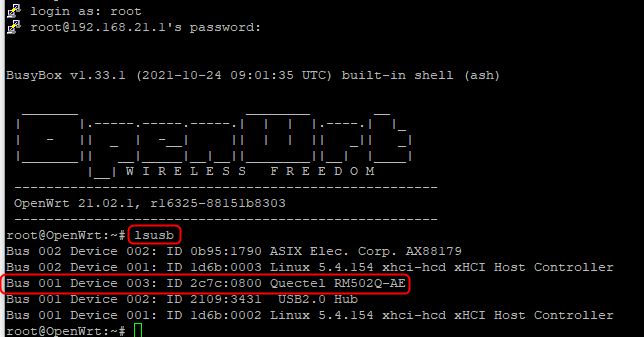 login as: root
root@192.168.21.1's password:
BusyBox v1.33.1 (2021-10-24 09:01:35 UTC) built-in shell (ash)
OpenWrt
W I R E L E S S   F R E E D O M
-----------------------------------------------------
OpenWrt 21.02.1, r16325-88151b8303
-----------------------------------------------------
root@OpenWrt:~# lsusb
Bus 002 Device 002: ID 0b95:1790 ASIX Elec. Corp. AX88179
Bus 002 Device 001: ID 1d6b:0003 Linux 5.4.154 xhci-hcd xHCI Host Controller
Bus 001 Device 003: ID 2c7c:0800 Quectel RM502Q-AE
Bus 001 Device 002: ID 2109:3431  USB2.0 Hub
Bus 001 Device 001: ID 1d6b:0002 Linux 5.4.154 xhci-hcd xHCI Host Controller
root@OpenWrt:~#